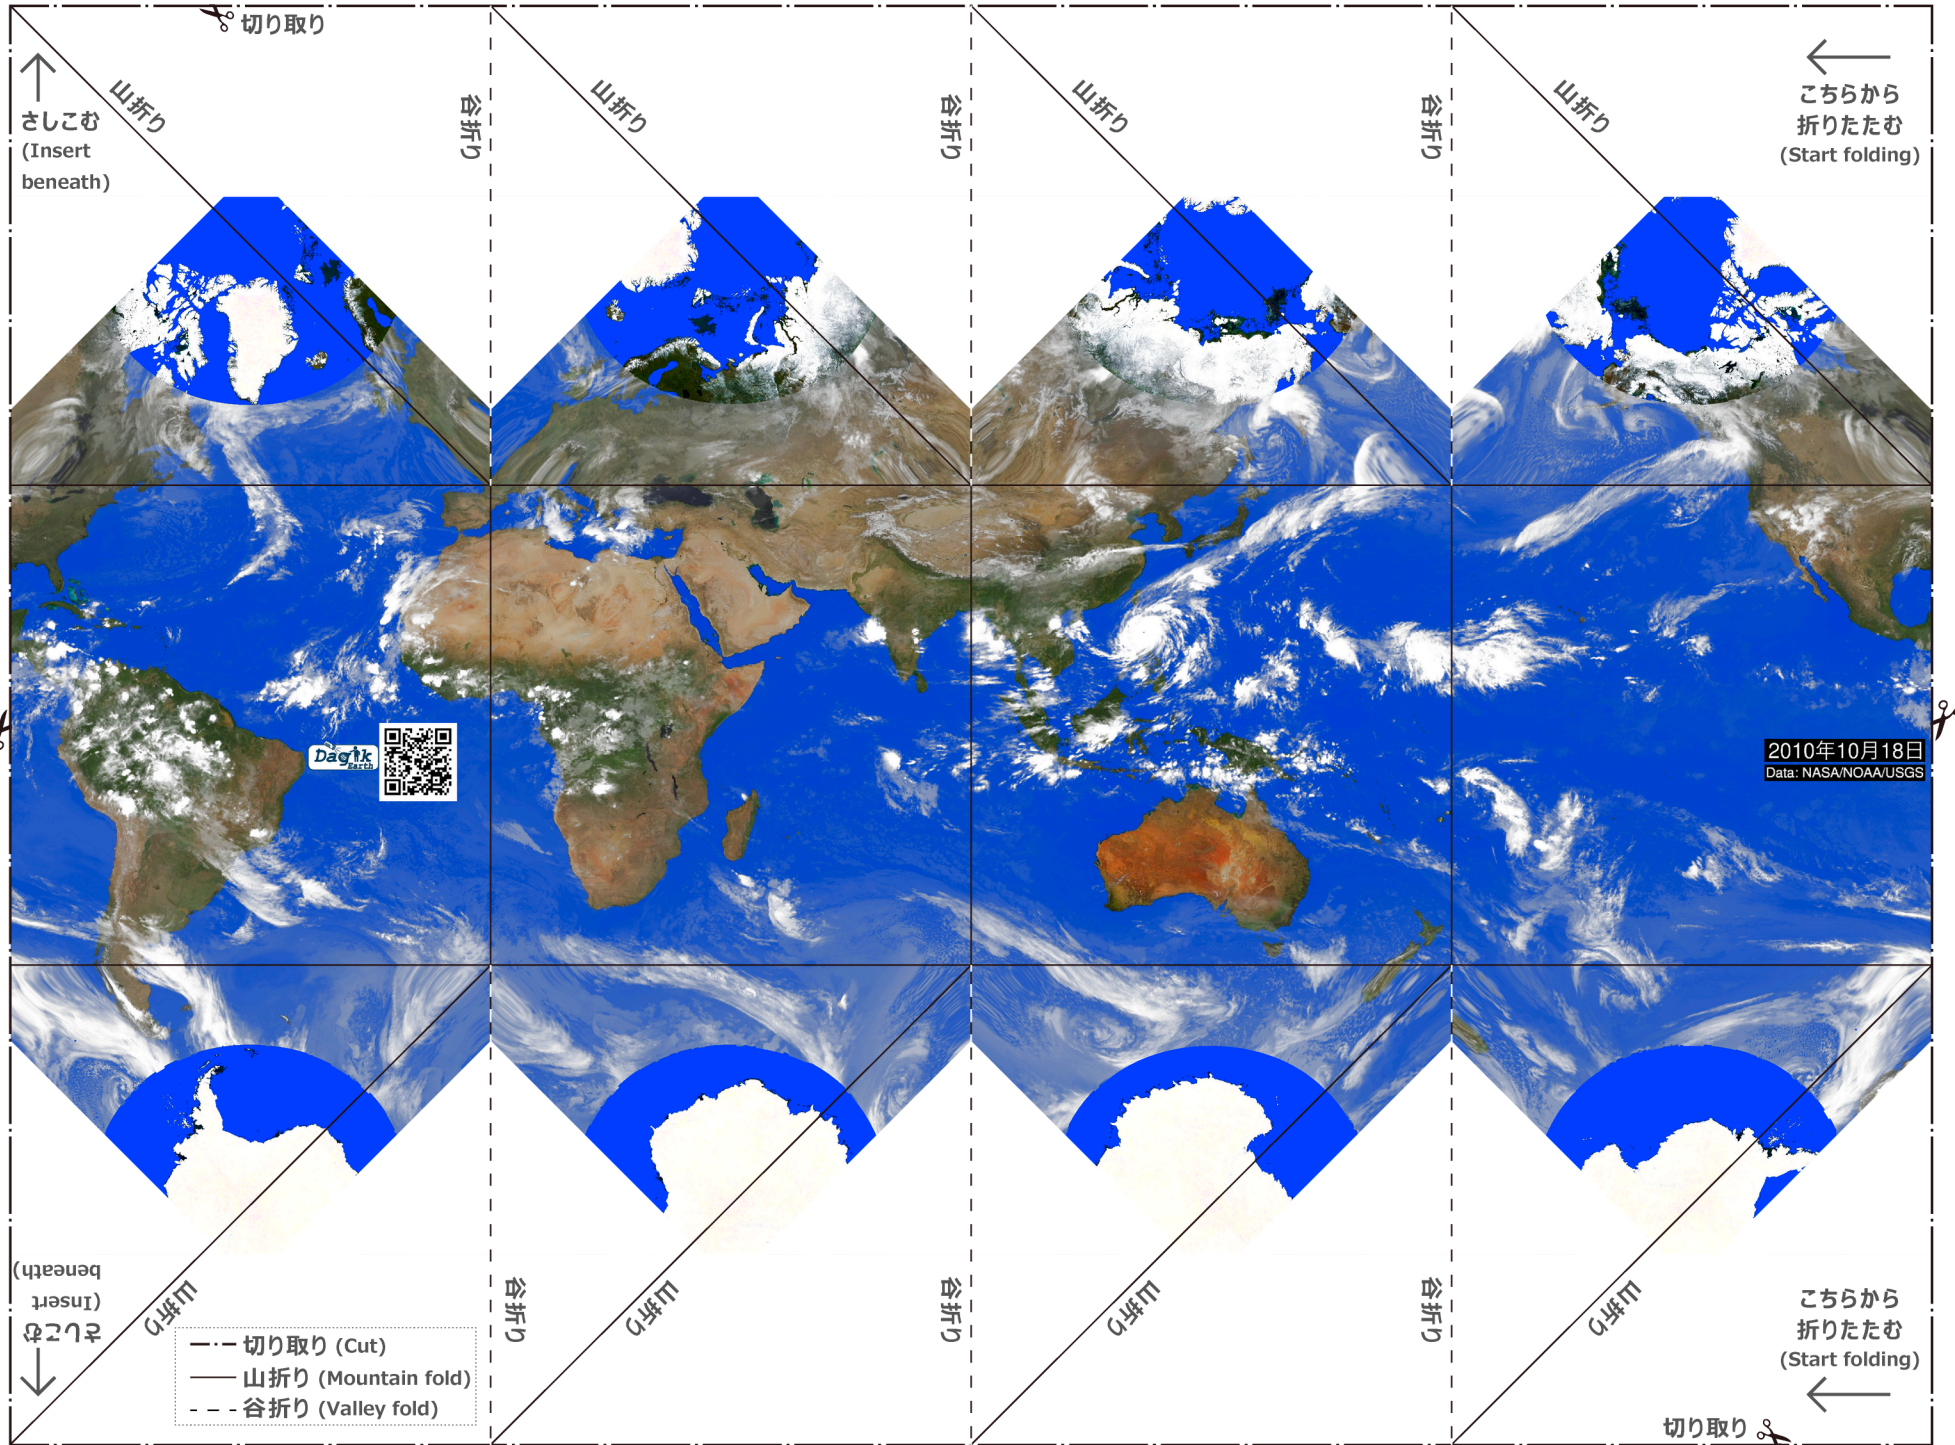 切り取り
さしこむ
(Insert
beneath)
山折り
谷折り
山折り
谷折り
山折り
谷折り
山折り
こちらから
折りたたむ
(Start folding)
Dagik
Earth
2010年10月18日
Data: NASA/NOAA/USGS
さしこむ
(Insert
beneath)
山折り
谷折り
山折り
谷折り
山折り
谷折り
山折り
こちらから
折りたたむ
(Start folding)
切り取り (Cut)
山折り (Mountain fold)
谷折り (Valley fold)
切り取り